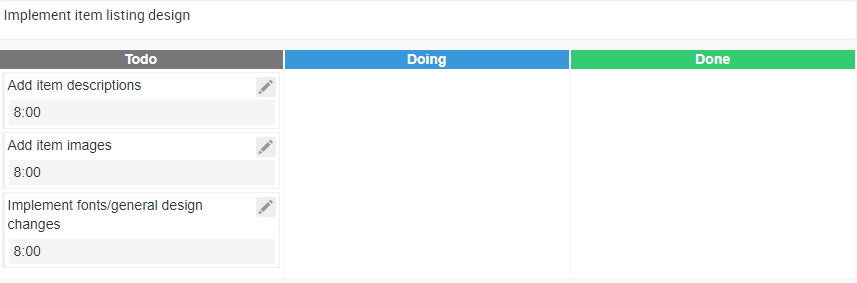 Implement item listing design
Todo
Doing
Done
Add item descriptions
8:00
Add item images
8:00
Implement fonts/general design
changes
8:00